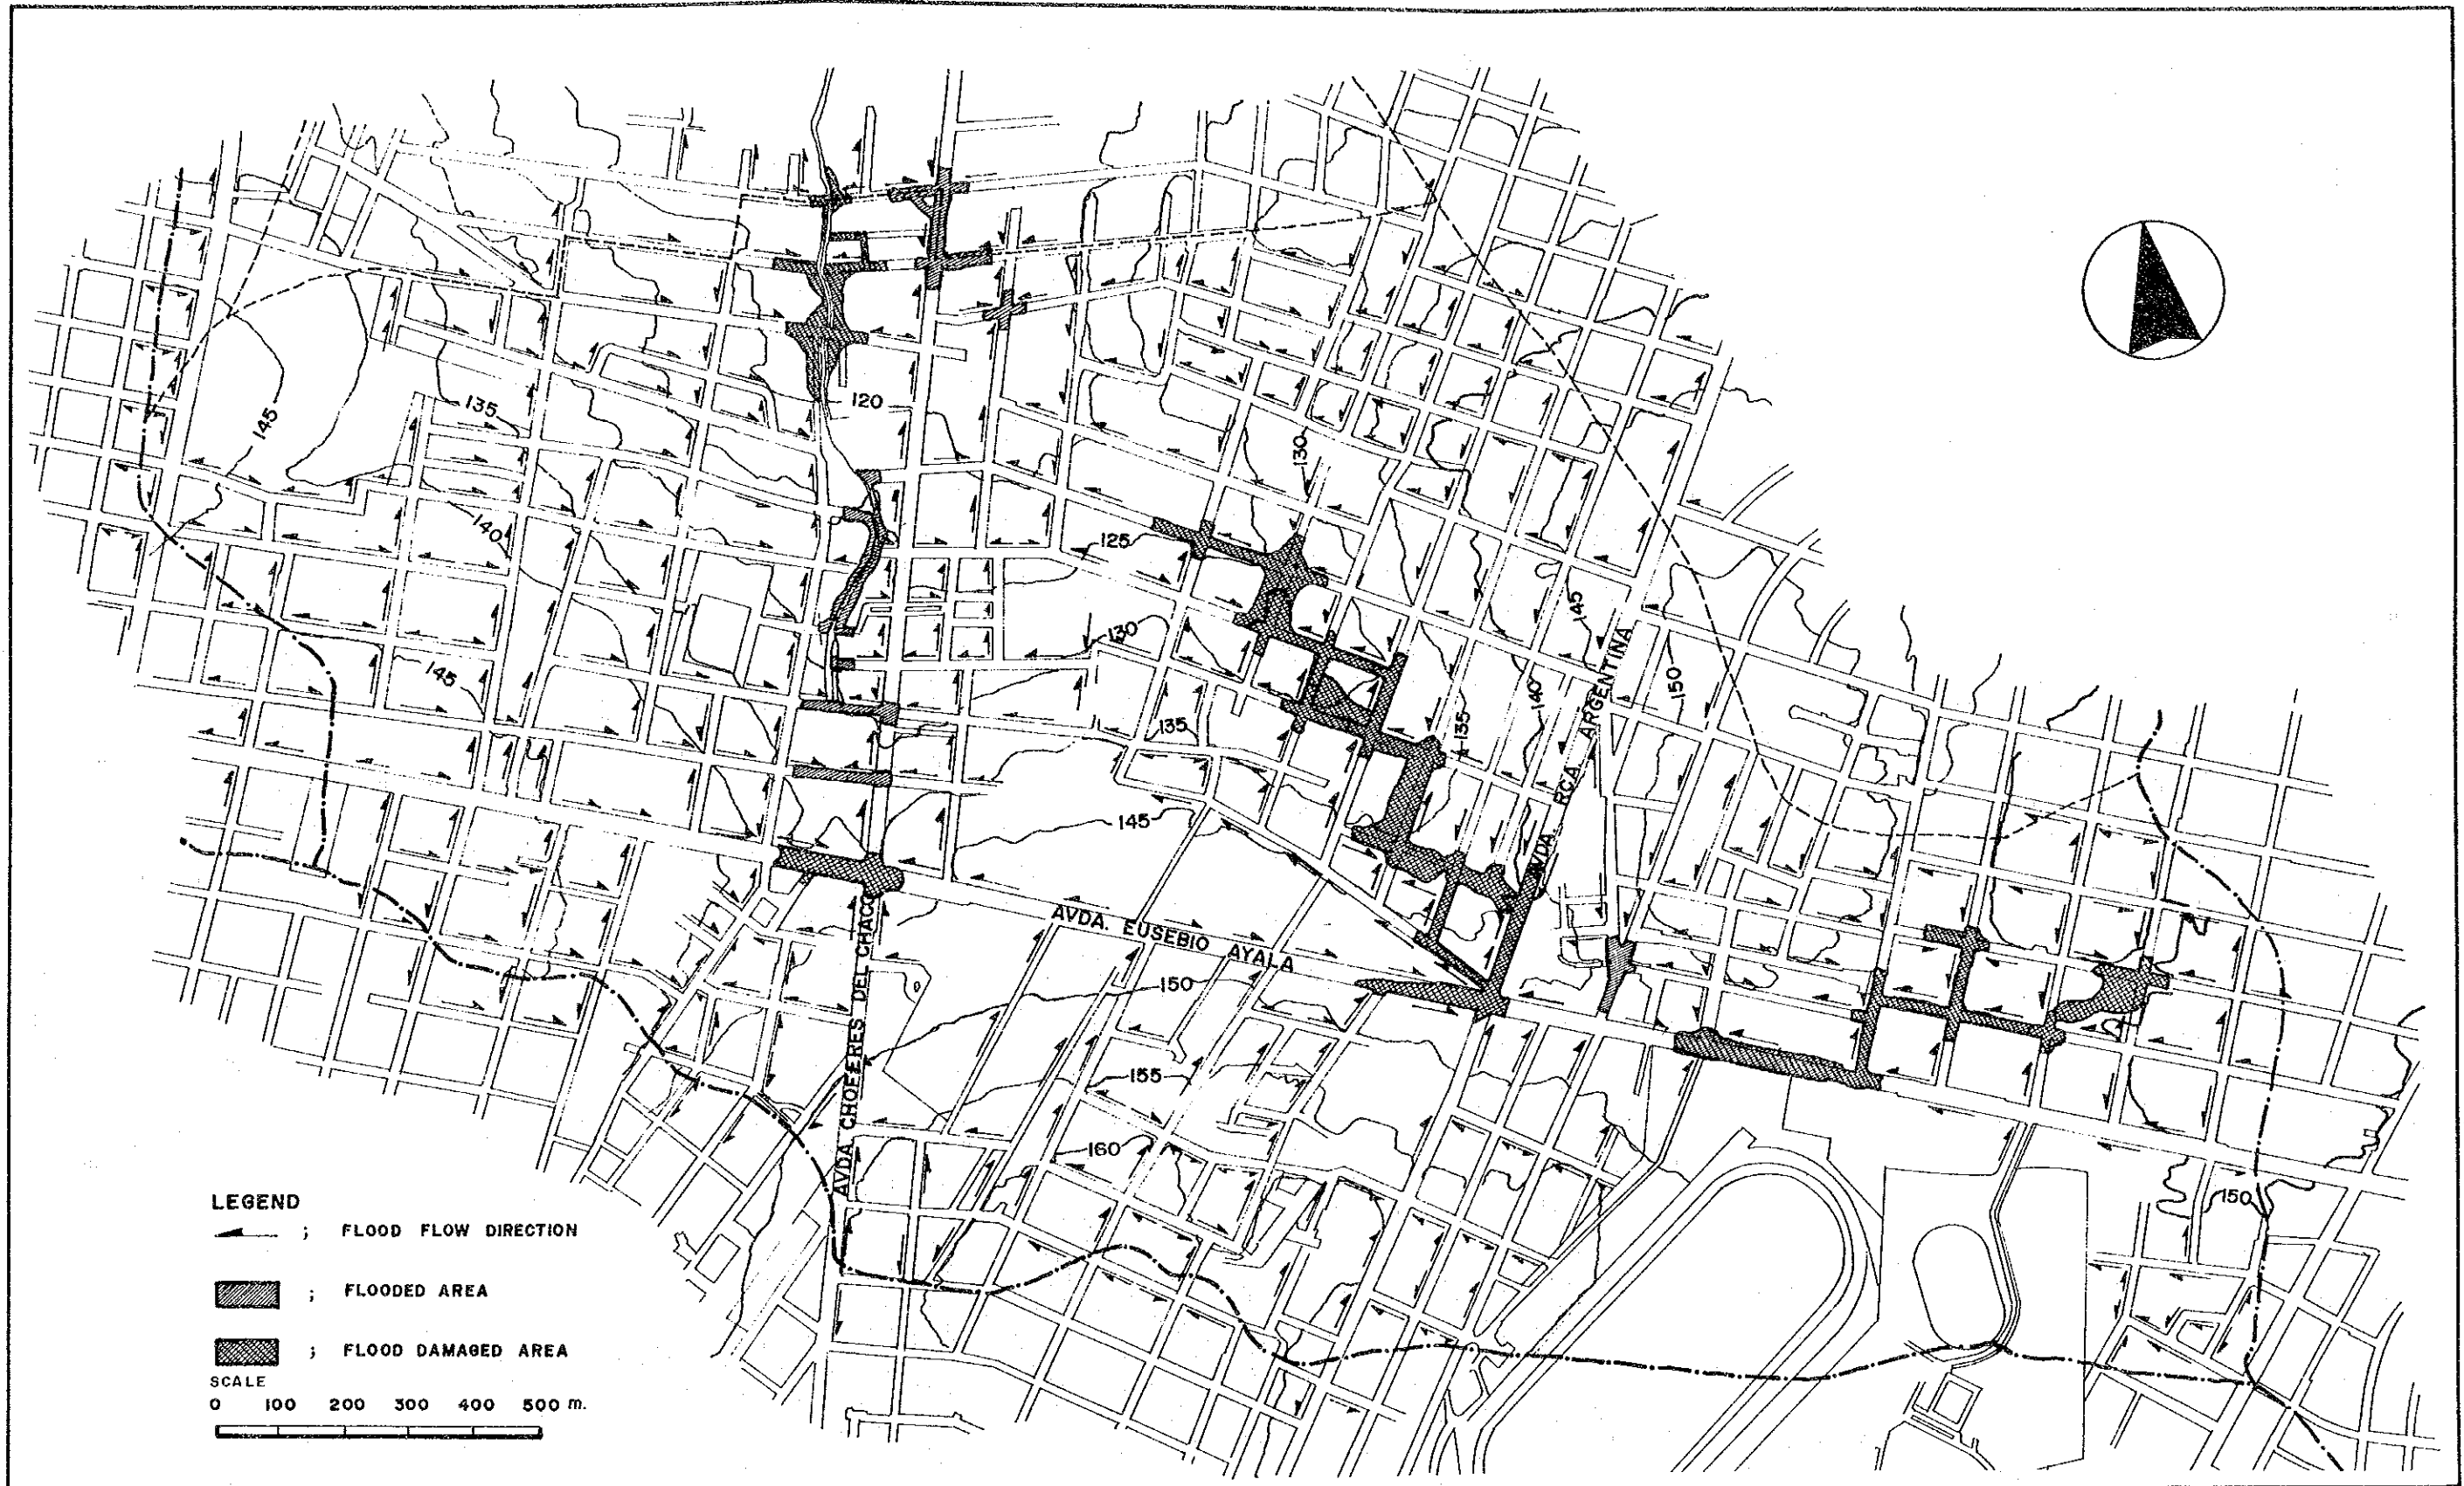 120
135
145
130
140
125
145
130
145
150
140
135
135
AVDA. RCA. ARGENTINA
145
AVDA. EUSEBIO AYALA
150
AVDA. CHOFERES DEL CHACO
155
160
150
LEGEND
; FLOOD FLOW DIRECTION
; FLOODED AREA
; FLOOD DAMAGED AREA
SCALE
0 100 200 300 400 500 m.